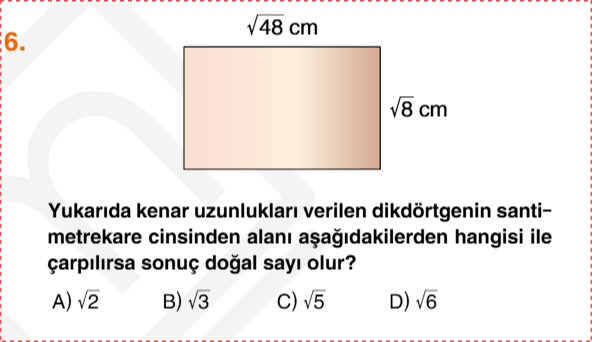 6.
√48 cm
√8 cm
Yukarıda kenar uzunlukları verilen dikdörtgenin santi-
metrekare cinsinden alanı aşağıdakilerden hangisi ile
çarpılırsa sonuç doğal sayı olur?
A) √2 B) √3 C) √5 D) √6